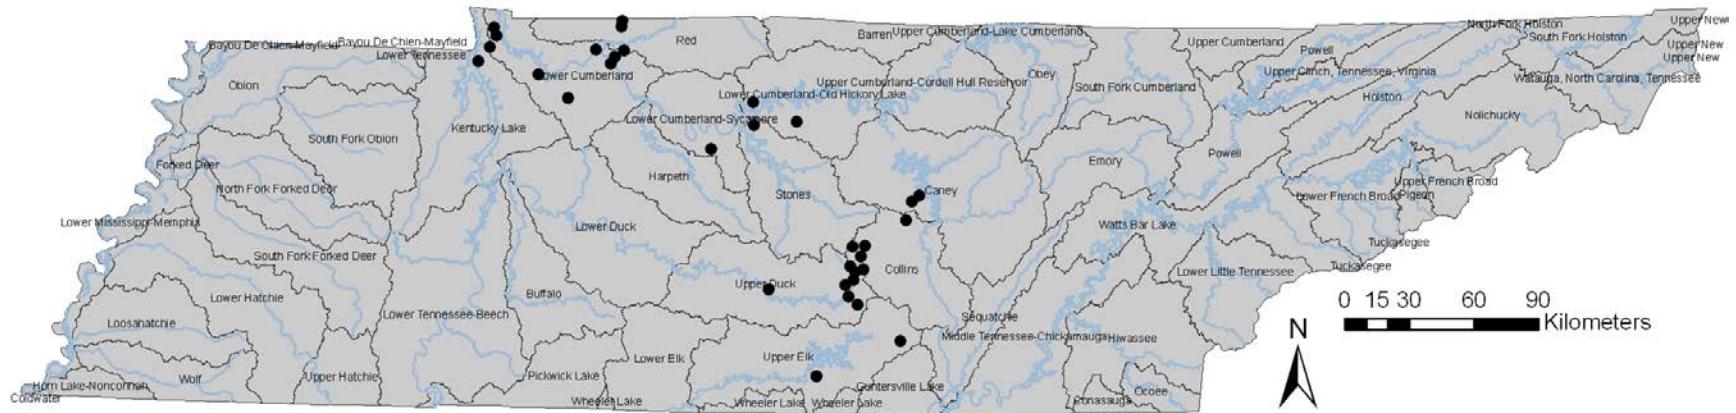 Upper New
North Fork Holston
Bayou De Chien-Mayfield
Bayou De Chien-Mayfield
Red
Barren
Upper Cumberland-Lake Cumberland
Upper Cumberland
South Fork Holston
Upper New
Lower Tennessee
Powell
Upper New
Obion
Lower Cumberland
Obey
Upper Clinch, Tennessee, Virginia
Watauga, North Carolina, Tennessee
Upper Cumberland-Cordell Hull Reservoir
South Fork Cumberland
Lower Cumberland-Old Hickory Lake
Holston
Kentucky Lake
Lower Cumberland-Sycamore
Nolichucky
South Fork Obion
Forked Deer
Emory
Powell
North Fork Forked Deer
Harpeth
Stones
Caney
Lower French Broad
Upper French Broad
Pigeon
Lower Mississippi-Memphis
Lower Duck
Watts Bar Lake
South Fork Forked Deer
Tuckasegee
Tuckasegee
Collins
Lower Little Tennessee
Upper Duck
Lower Hatchie
Buffalo
Lower Tennessee-Beech
Sequatchie
0 15 30 60 90
Kilometers
Loosahatchie
Middle Tennessee-Chickamauga
Hiwassee
N
Lower Elk
Upper Elk
Horn Lake-Nonconnah
Wolf
Upper Hatchie
Pickwick Lake
Guntersville Lake
Ocoee
Coldwater
Wheeler Lake
Wheeler Lake
Wheeler Lake
Conasauga